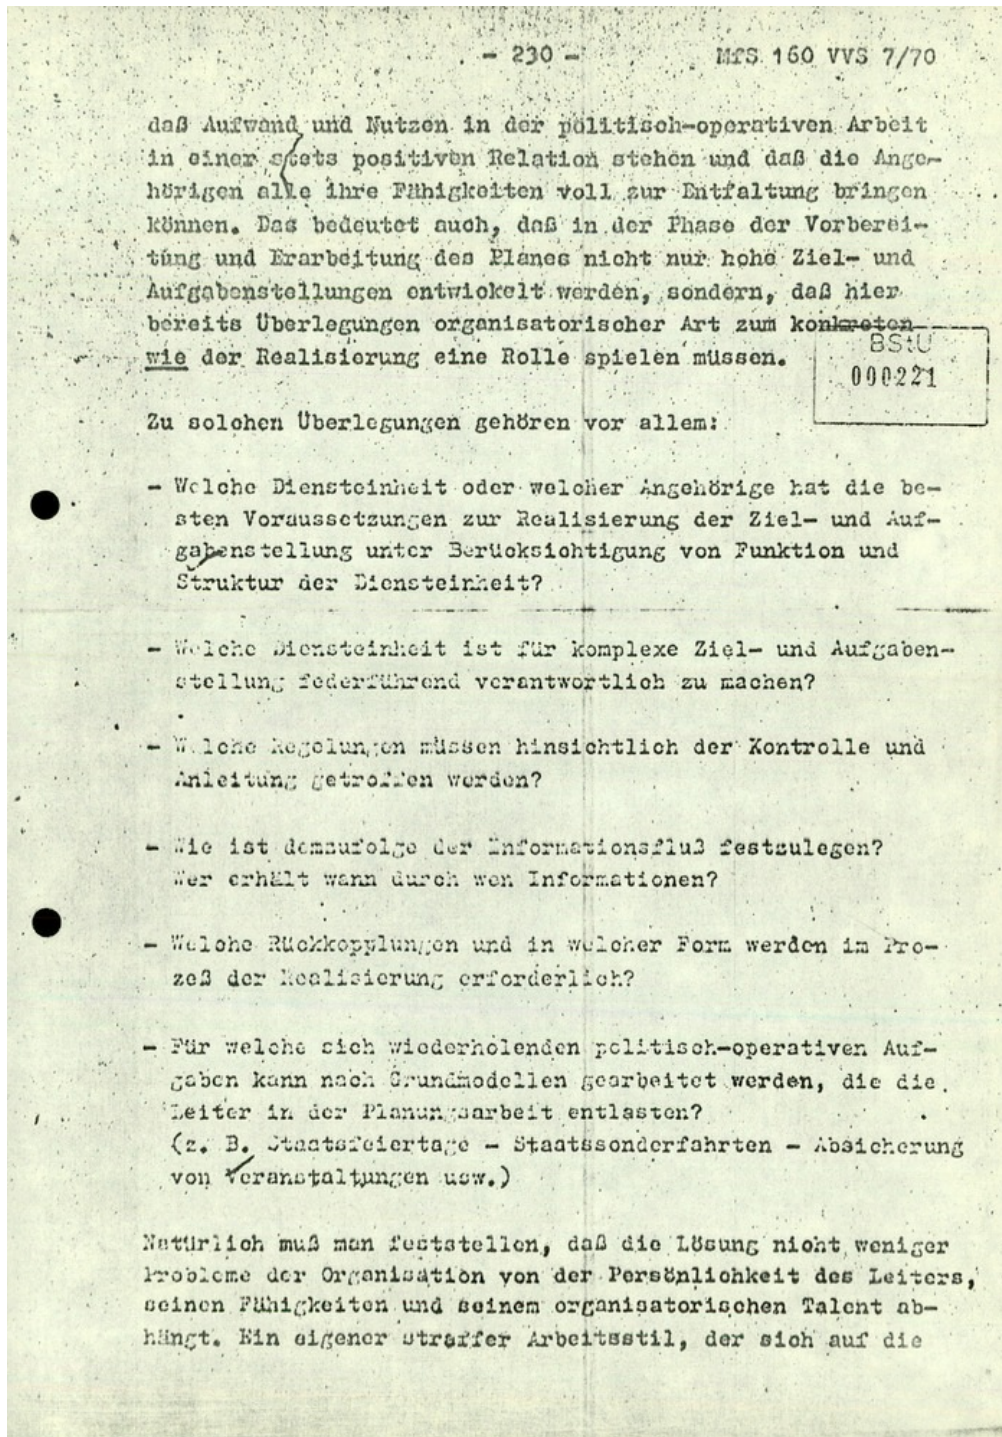 - 230 -
MfS 160 VVS 7/70
daß Aufwand und Nutzen in der politisch-operativen Arbeit
in einer stets positiven Relation stehen und daß die Ange-
hörigen alle ihre Fähigkeiten voll zur Entfaltung bringen
können. Das bedeutet auch, daß in der Phase der Vorberei-
tung und Erarbeitung des Planes nicht nur hohe Ziel- und
Aufgabenstellungen entwickelt werden, sondern, daß hier
bereits Überlegungen organisatorischer Art zum konkreten
wie der Realisierung eine Rolle spielen müssen.
BStU
000221
Zu solchen Überlegungen gehören vor allem:
- Welche Diensteinheit oder welcher Angehörige hat die be-
sten Voraussetzungen zur Realisierung der Ziel- und Auf-
gabenstellung unter Berücksichtigung von Funktion und
Struktur der Diensteinheit?
- Welche Diensteinheit ist für komplexe Ziel- und Aufgaben-
stellung federführend verantwortlich zu machen?
- Welche Regelungen müssen hinsichtlich der Kontrolle und
Anleitung getroffen werden?
- Wie ist demzufolge der Informationsfluß festzulegen?
Wer erhält wann durch wen Informationen?
- Welche Rückkopplungen und in welcher Form werden im Pro-
zeß der Realisierung erforderlich?
- Für welche sich wiederholenden politisch-operativen Auf-
gaben kann nach Grundmodellen gearbeitet werden, die die
Leiter in der Planungsarbeit entlasten?
(z. B. Staatsfeiertage - Staatssonderfahrten - Absicherung
von Veranstaltungen usw.)
Natürlich muß man feststellen, daß die Lösung nicht weniger
Probleme der Organisation von der Persönlichkeit des Leiters,
seinen Fähigkeiten und seinem organisatorischen Talent ab-
hängt. Ein eigener straffer Arbeitsstil, der sich auf die